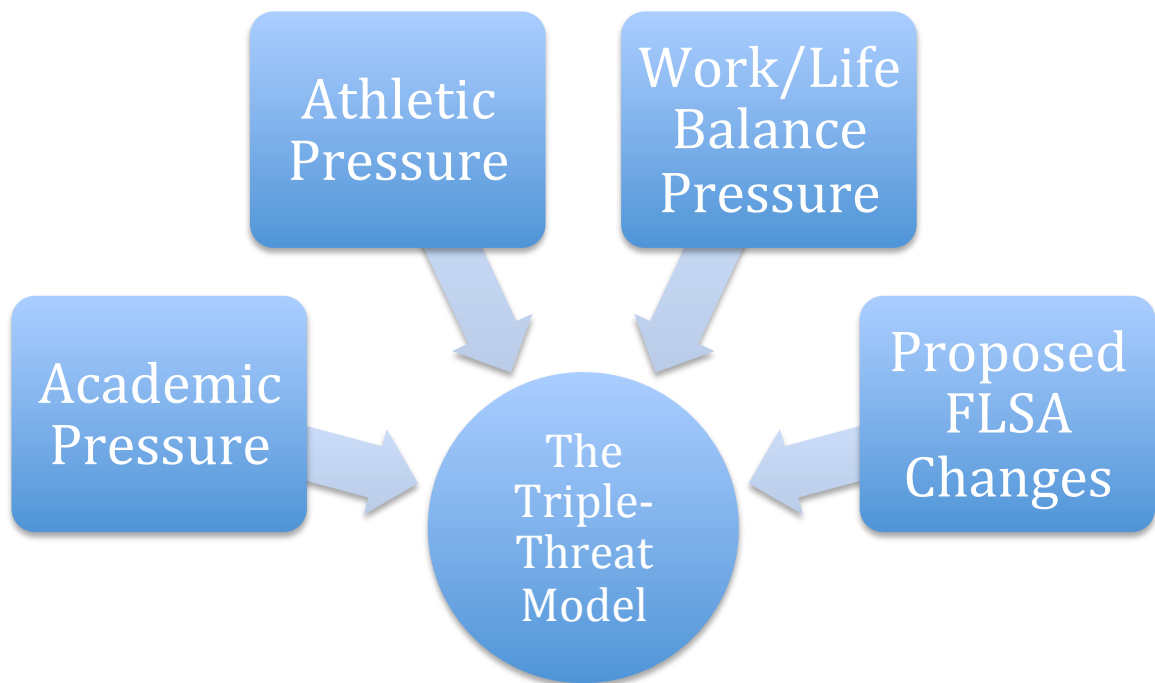 Athletic
Pressure
Work/Life
Balance
Pressure
Academic
Pressure
Proposed
FLSA
Changes
The
Triple-
Threat
Model